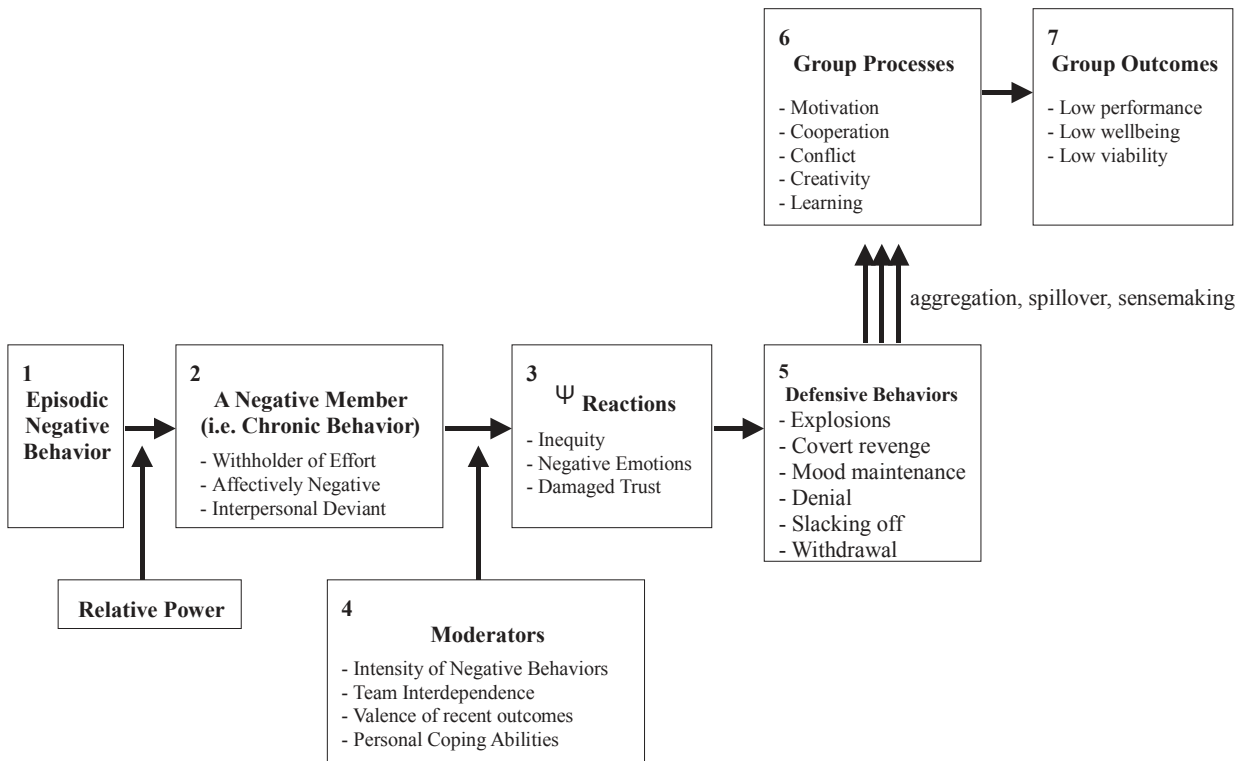 1
Episodic
Negative
Behavior
Relative Power
2
A Negative Member
(i.e. Chronic Behavior)
- Withholder of Effort
- Affectively Negative
- Interpersonal Deviant
3
Ψ Reactions
- Inequity
- Negative Emotions
- Damaged Trust
4
Moderators
- Intensity of Negative Behaviors
- Team Interdependence
- Valence of recent outcomes
- Personal Coping Abilities
5
Defensive Behaviors
- Explosions
- Covert revenge
- Mood maintenance
- Denial
- Slacking off
- Withdrawal
aggregation, spillover, sensemaking
6
Group Processes
- Motivation
- Cooperation
- Conflict
- Creativity
- Learning
7
Group Outcomes
- Low performance
- Low wellbeing
- Low viability